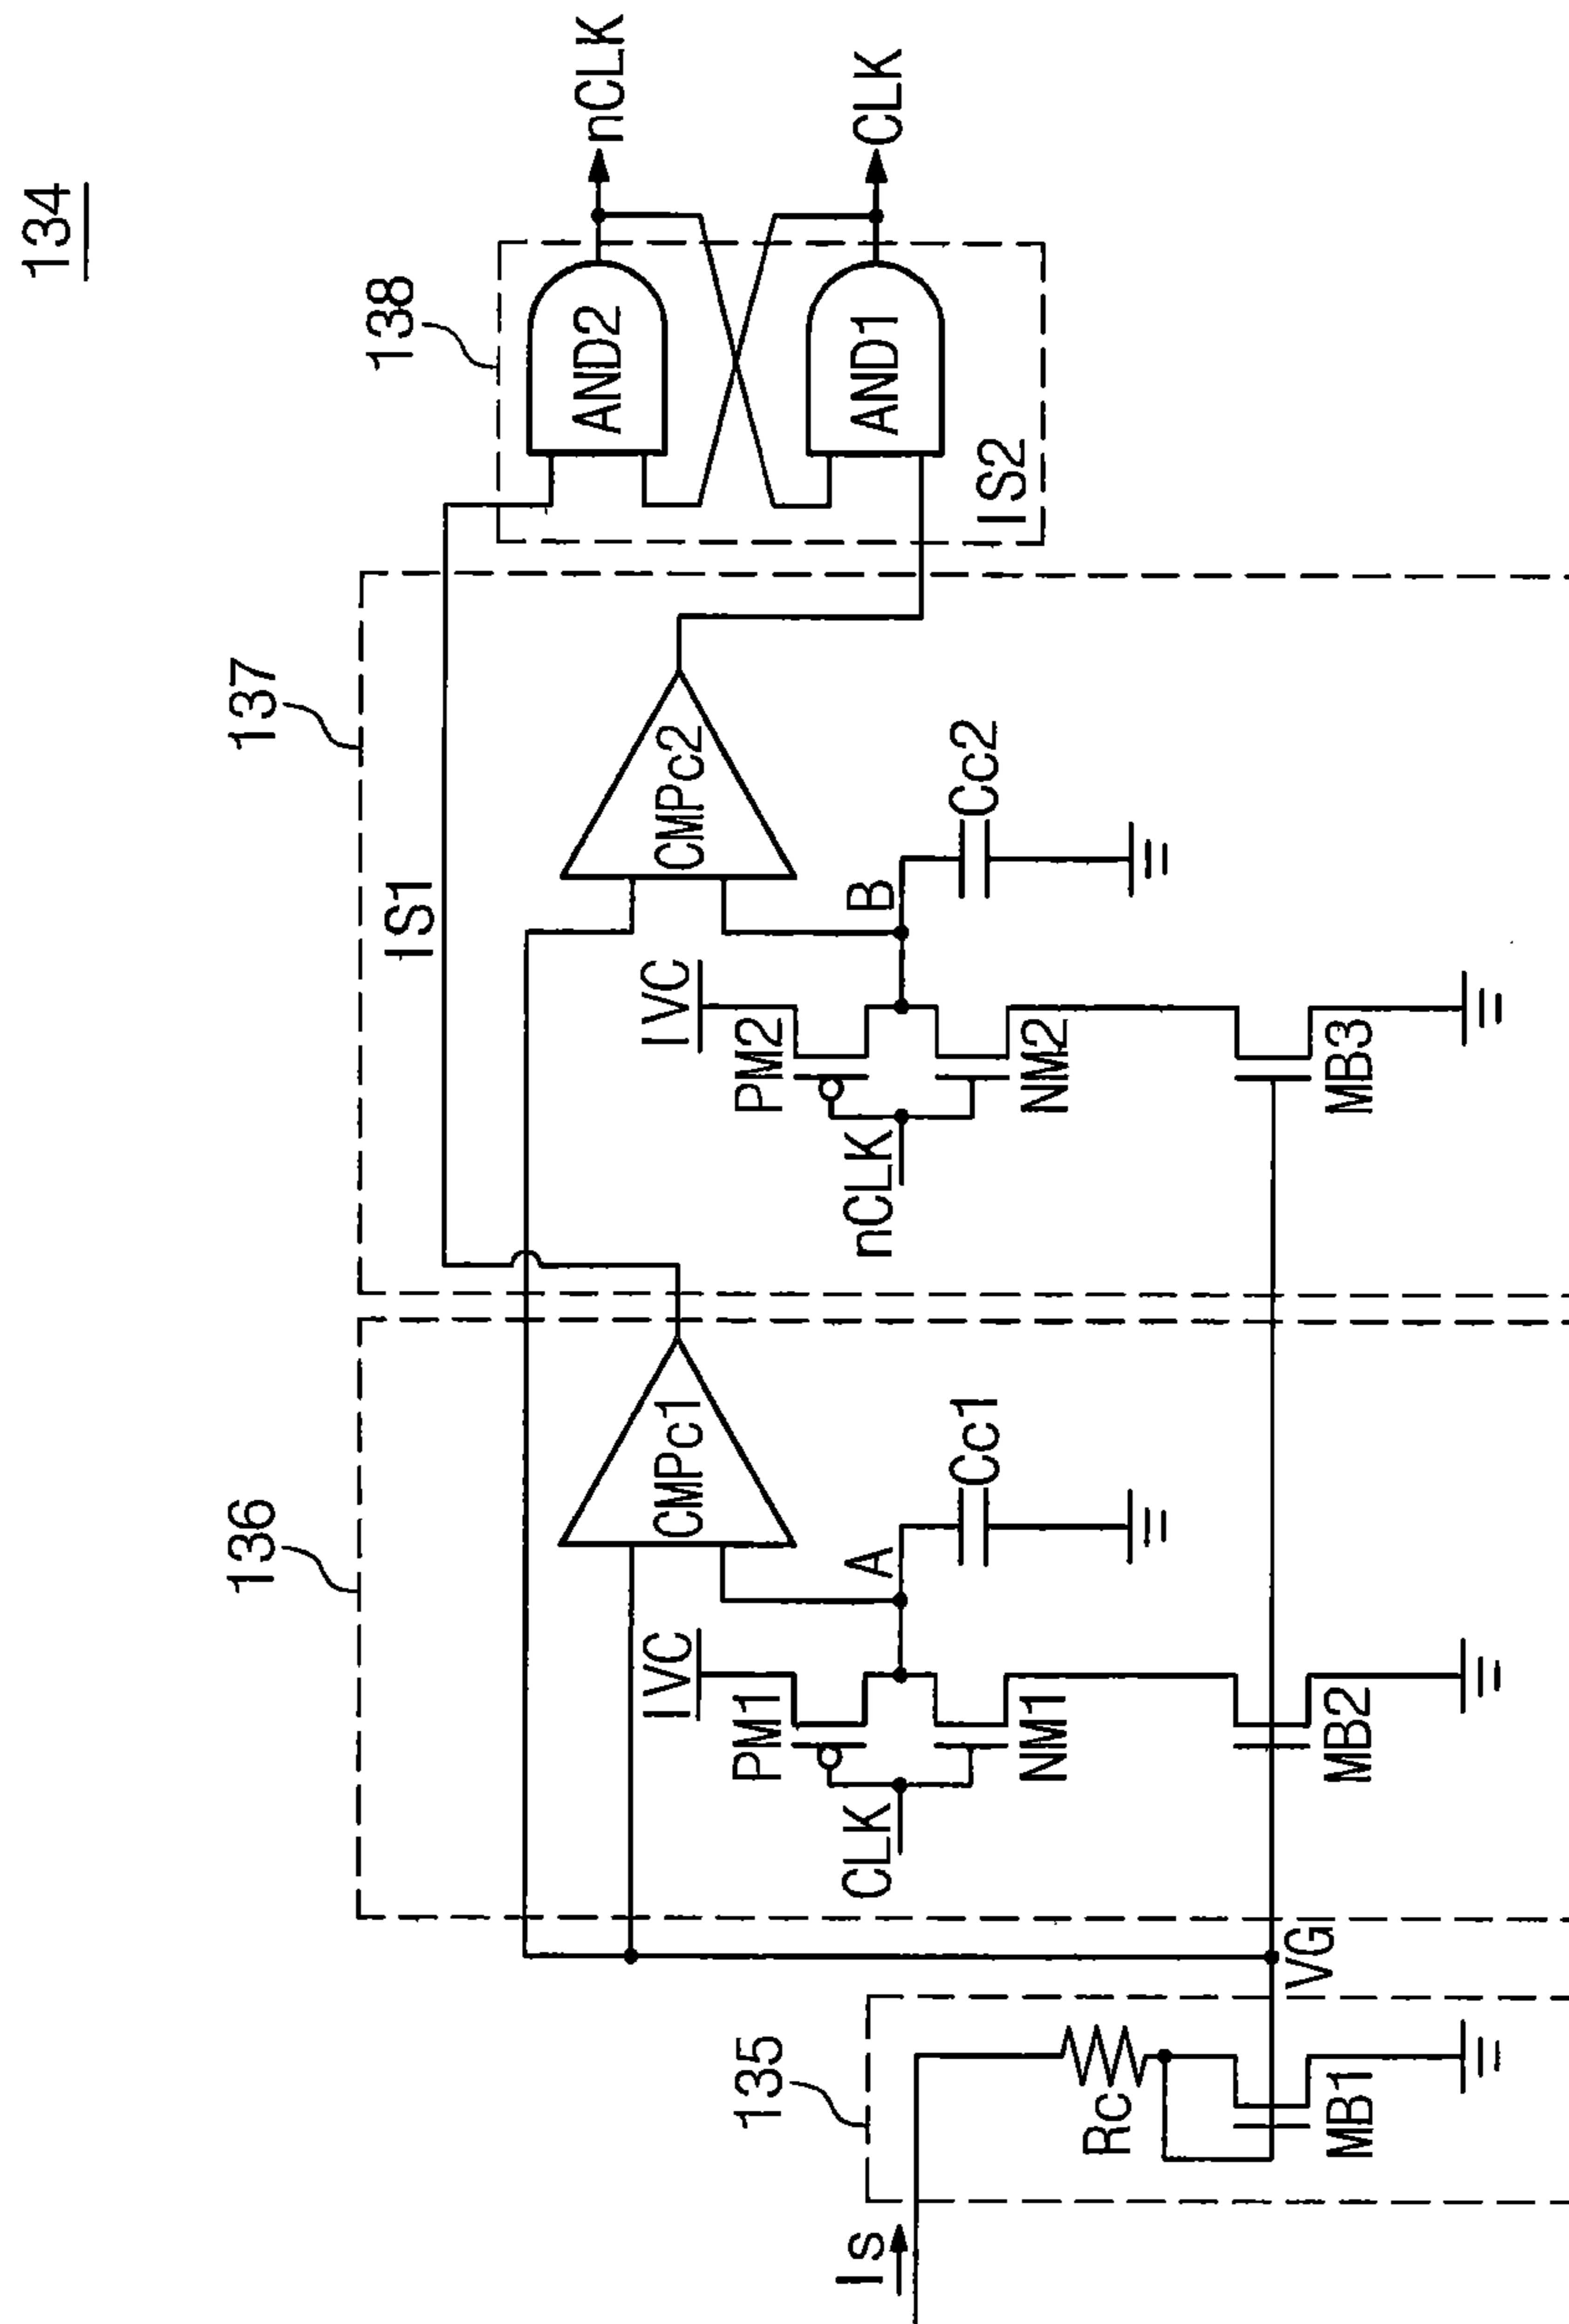 134
138
nCLK
CLK
AND2
AND1
IS2
137
IS1
CMPc2
B
Cc2
IVC
PM2
nCLK
NM2
MB3
136
CMPc1
A
Cc1
IVC
PM1
CLK
NM1
MB2
135
VG
Rc
MB1
Is